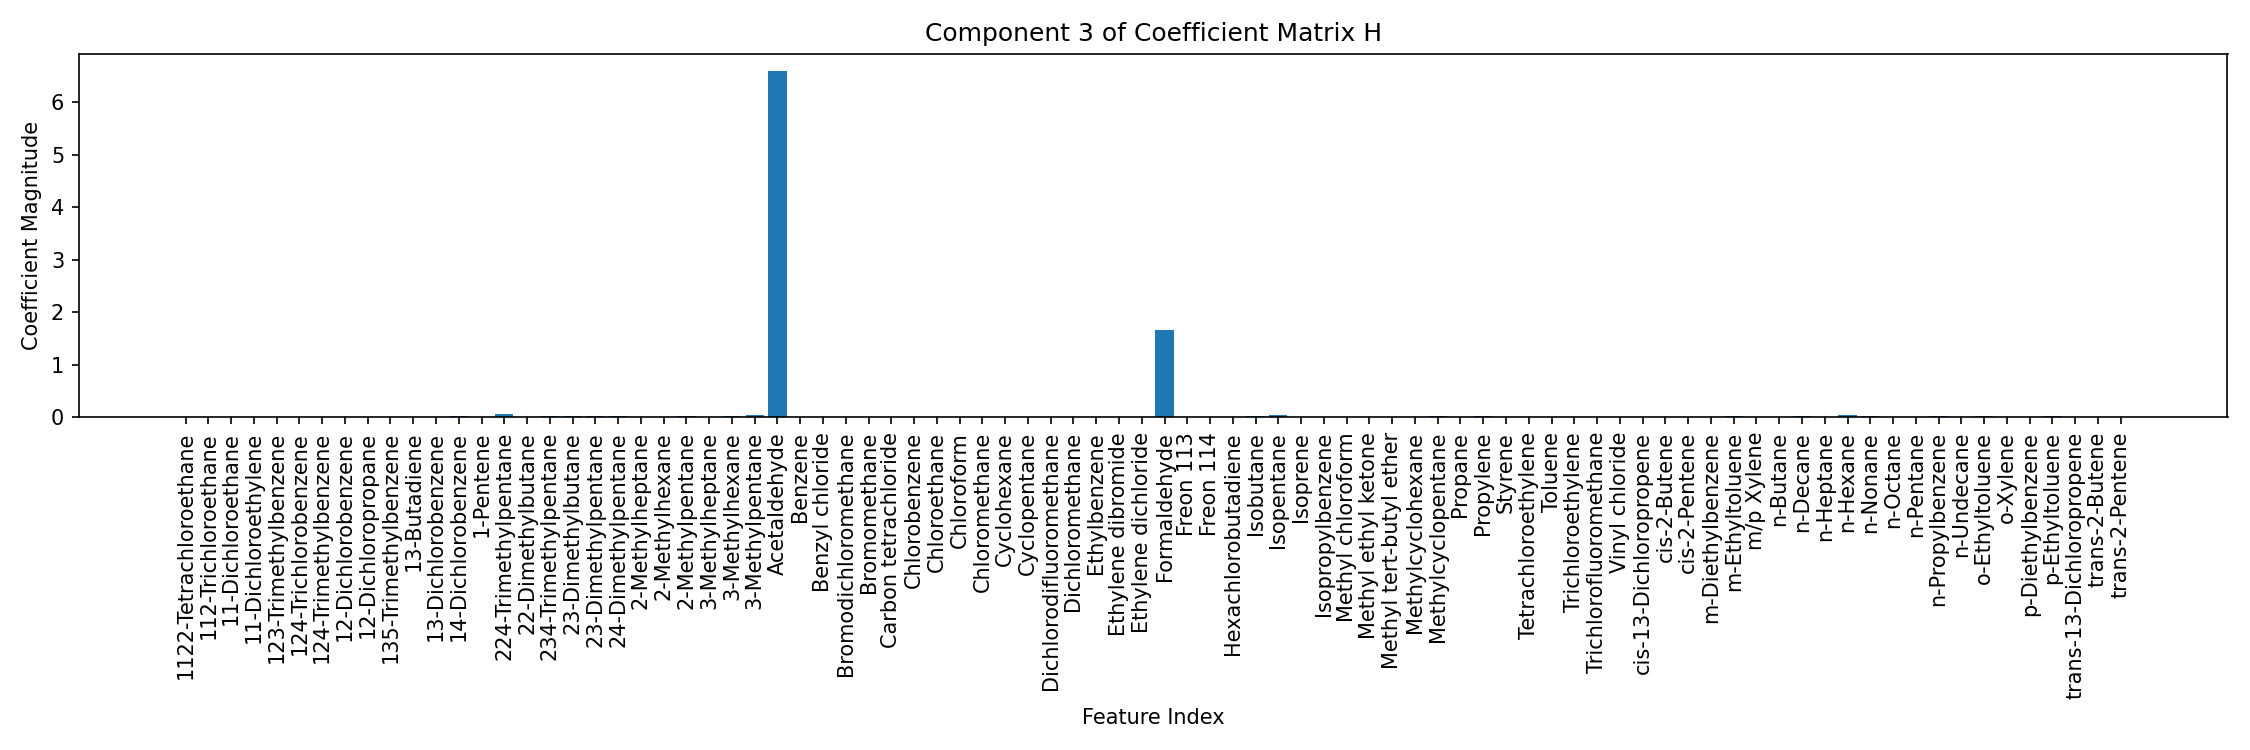 Component 3 of Coefficient Matrix H
Coefficient Magnitude
6
5
4
3
2
1
0
1122-Tetrachloroethane
112-Trichloroethane
11-Dichloroethane
11-Dichloroethylene
123-Trimethylbenzene
124-Trichlorobenzene
124-Trimethylbenzene
12-Dichlorobenzene
12-Dichloropropane
135-Trimethylbenzene
13-Butadiene
13-Dichlorobenzene
14-Dichlorobenzene
1-Pentene
224-Trimethylpentane
22-Dimethylbutane
234-Trimethylpentane
23-Dimethylbutane
23-Dimethylpentane
24-Dimethylpentane
2-Methylheptane
2-Methylhexane
2-Methylpentane
3-Methylheptane
3-Methylhexane
3-Methylpentane
Acetaldehyde
Benzene
Benzyl chloride
Bromodichloromethane
Bromomethane
Carbon tetrachloride
Chlorobenzene
Chloroethane
Chloroform
Chloromethane
Cyclohexane
Cyclopentane
Dichlorodifluoromethane
Dichloromethane
Ethylbenzene
Ethylene dibromide
Ethylene dichloride
Formaldehyde
Freon 113
Freon 114
Hexachlorobutadiene
Isobutane
Isopentane
Isoprene
Isopropylbenzene
Methyl chloroform
Methyl ethyl ketone
Methyl tert-butyl ether
Methylcyclohexane
Methylcyclopentane
Propane
Propylene
Styrene
Tetrachloroethylene
Toluene
Trichloroethylene
Trichlorofluoromethane
Vinyl chloride
cis-13-Dichloropropene
cis-2-Butene
cis-2-Pentene
m-Diethylbenzene
m-Ethyltoluene
m/p Xylene
n-Butane
n-Decane
n-Heptane
n-Hexane
n-Nonane
n-Octane
n-Pentane
n-Propylbenzene
n-Undecane
o-Ethyltoluene
o-Xylene
p-Diethylbenzene
p-Ethyltoluene
trans-13-Dichloropropene
trans-2-Butene
trans-2-Pentene
Feature Index